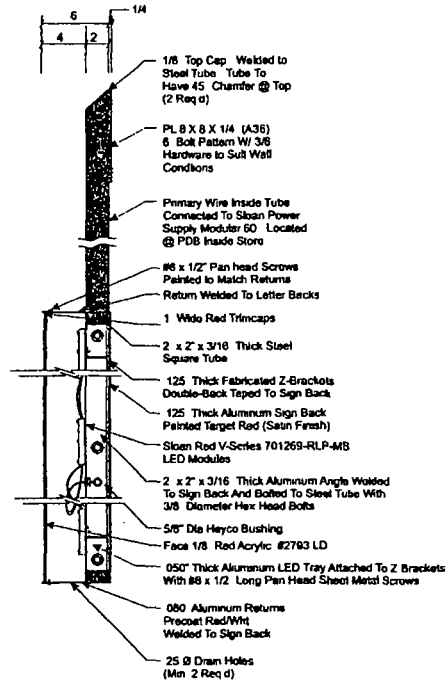 6
1/4
4
2
1/8 Top Cap Welded to
Steel Tube Tube To
Have 45 Chamfer @ Top
(2 Req d)
PL 8 X 8 X 1/4 (A36)
6 Bolt Pattern W/ 3/8
Hardware to Suit Wall
Conditions
Primary Wire Inside Tube
Connected To Sloan Power
Supply Modular 60 Located
@ PDB Inside Store
#8 x 1/2" Pan head Screws
Painted to Match Returns
Return Welded To Letter Backs
1 Wide Red Trimcaps
2 x 2" x 3/16 Thick Steel
Square Tube
.125 Thick Fabricated Z-Brackets
Double-Back Taped To Sign Back
.125 Thick Aluminum Sign Back
Painted Target Red (Satin Finish)
Sloan Red V-Series 701269-RLP-MB
LED Modules
2 x 2" x 3/16 Thick Aluminum Angle Welded
To Sign Back And Bolted To Steel Tube With
3/8 Diameter Hex Head Bolts
5/8" Dia Heyco Bushing
Face 1/8 Red Acrylic #2793 LD
.050" Thick Aluminum LED Tray Attached To Z Brackets
With #8 x 1/2 Long Pan Head Sheet Metal Screws
080 Aluminum Returns
Precoat Red/Wht
Welded To Sign Back
25 Ø Drain Holes
(Min 2 Req d)